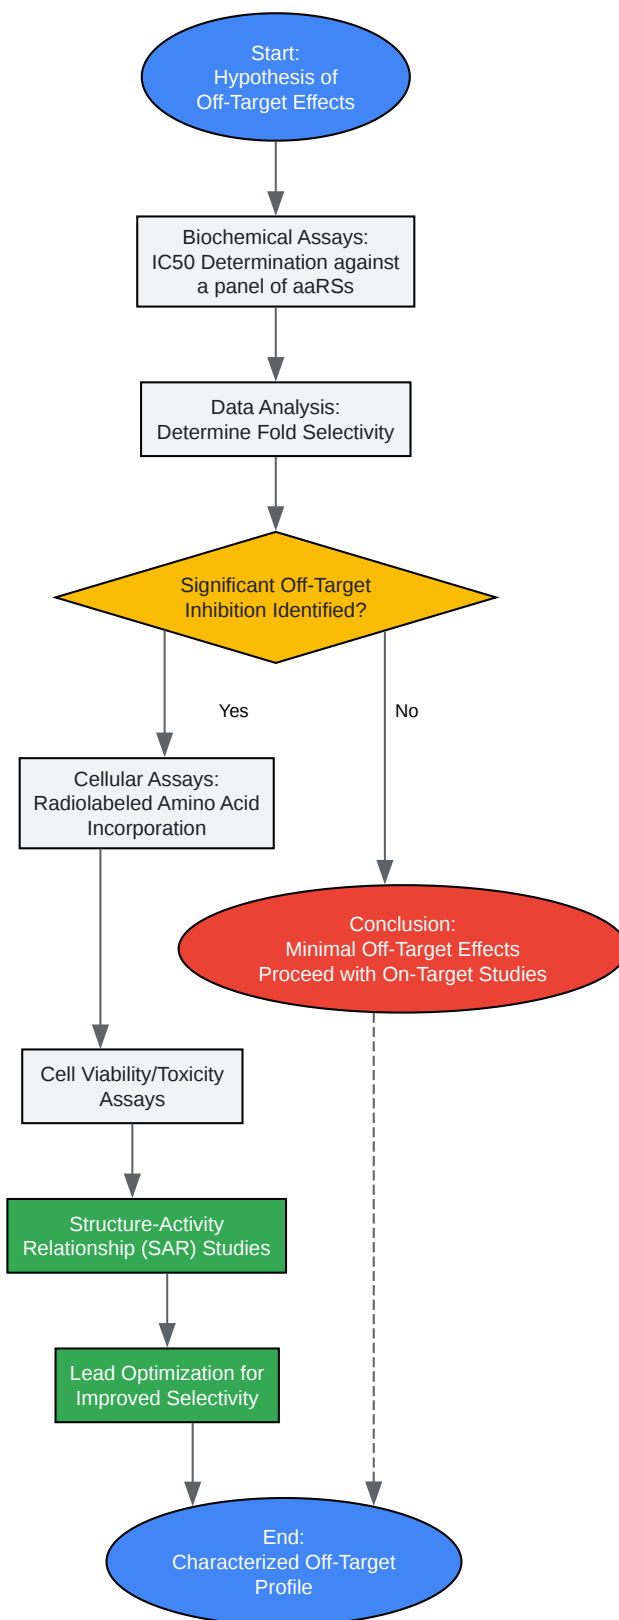 Start:
Hypothesis of
Off-Target Effects
Biochemical Assays:
IC50 Determination against
a panel of aaRSs
Data Analysis:
Determine Fold Selectivity
Significant Off-Target
Inhibition Identified?
Yes
No
Cellular Assays:
Radiolabeled Amino Acid
Incorporation
Conclusion:
Minimal Off-Target Effects
Proceed with On-Target Studies
Cell Viability/Toxicity
Assays
Structure-Activity
Relationship (SAR) Studies
Lead Optimization for
Improved Selectivity
End:
Characterized Off-Target
Profile